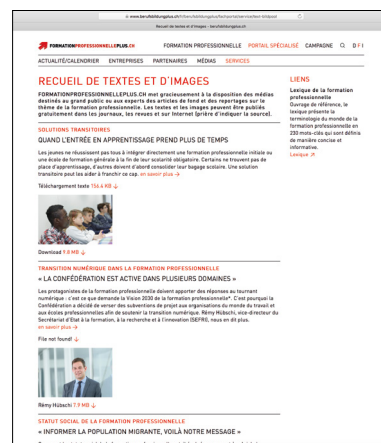 www.berufsbildungplus.ch
Recueil de textes et d'images - berufsbildungplus.ch
FORMATIONPROFESSIONNELLEPLUS.CH
FORMATION PROFESSIONNELLE PORTAIL SPÉCIALISÉ CAMPAGNE D F I
ACTUALITÉ/CALENDRIER ENTREPRISES PARTENAIRES MÉDIAS SERVICES
RECUEIL DE TEXTES ET D'IMAGES
FORMATIONPROFESSIONNELLEPLUS.CH met gracieusement à la disposition des médias
destinés au grand public ou aux experts des articles de fond et des reportages sur le
thème de la formation professionnelle. Les textes et les images peuvent être publiés
gratuitement dans les journaux, les revues et sur Internet (prière d'indiquer la source).
SOLUTIONS TRANSITOIRES
QUAND L'ENTRÉE EN APPRENTISSAGE PREND PLUS DE TEMPS
Les jeunes ne réussissent pas tous à intégrer directement une formation professionnelle initiale ou
une école de formation générale à la fin de leur scolarité obligatoire. Certains ne trouvent pas de
place d'apprentissage, d'autres doivent d'abord consolider leur bagage scolaire. Une solution
transitoire peut les aider à franchir ce cap. en savoir plus →
Téléchargement texte 154.4 KB ↓
Download 9.8 MB ↓
TRANSITION NUMÉRIQUE DANS LA FORMATION PROFESSIONNELLE
« LA CONFÉDÉRATION EST ACTIVE DANS PLUSIEURS DOMAINES »
Les protagonistes de la formation professionnelle doivent apporter des réponses au tournant
numérique : c'est ce que demande la Vision 2030 de la formation professionnelle*. C'est pourquoi la
Confédération a décidé de verser des subventions de projet aux organisations du monde du travail et
aux écoles professionnelles afin de soutenir la transition numérique. Rémy Hübschi, vice-directeur du
Secrétariat d'Etat à la formation, à la recherche et à l'innovation (SEFRI), nous en dit plus.
en savoir plus →
File not found! ↓
Rémy Hübschi 7.9 MB ↓
STATUT SOCIAL DE LA FORMATION PROFESSIONNELLE
« INFORMER LA POPULATION MIGRANTE, VOILÀ NOTRE MESSAGE »
LIENS
Lexique de la formation
professionnelle
Ouvrage de référence, le
lexique présente la
terminologie du monde de la
formation professionnelle en
230 mots-clés qui sont définis
de manière concise et
informative.
Lexique ↗